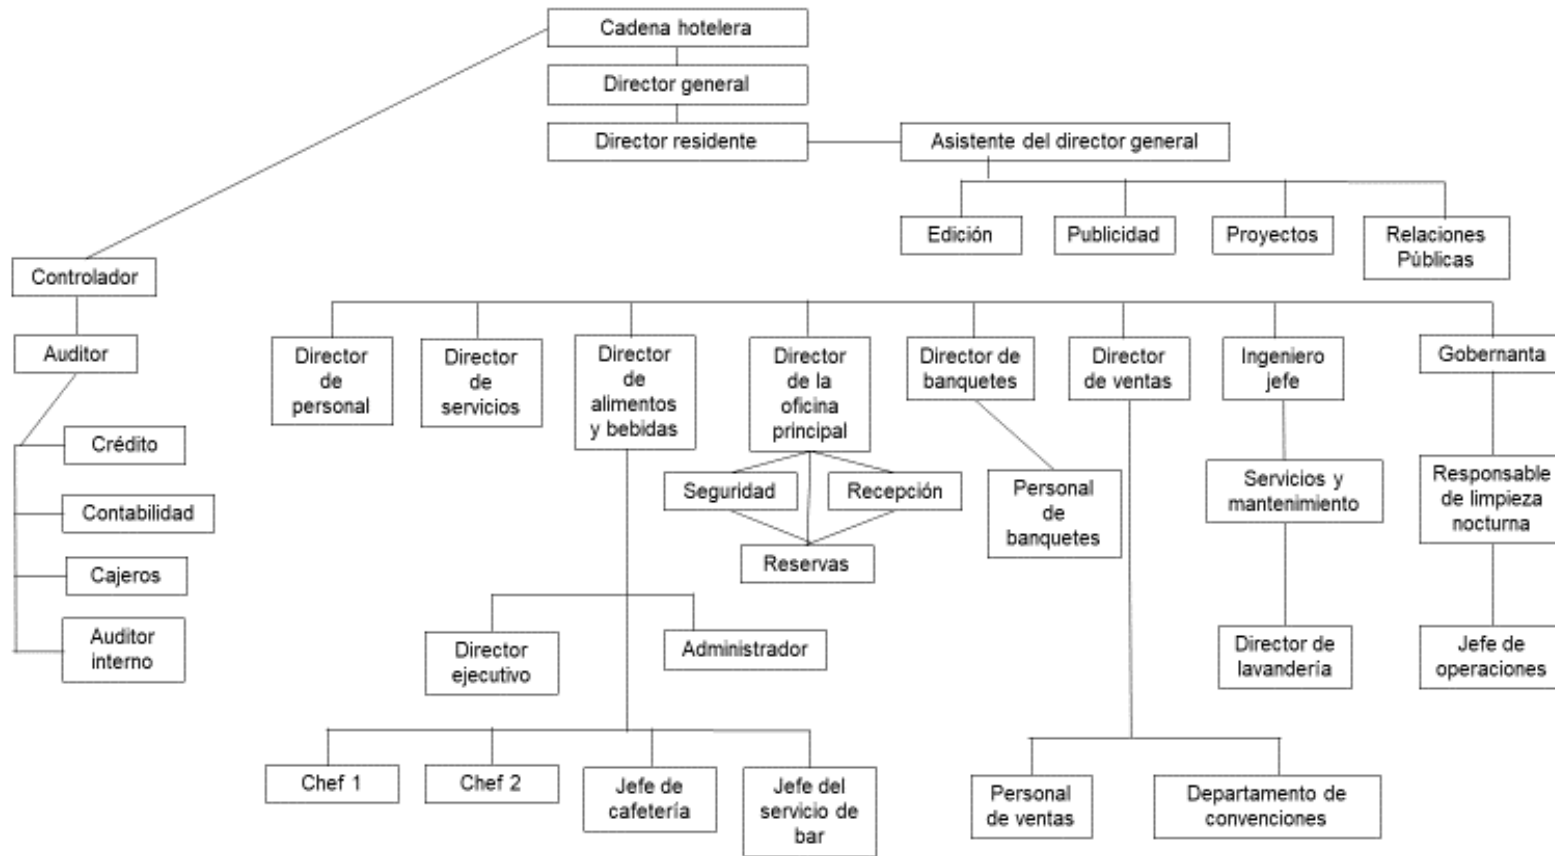 Cadena hotelera
Director general
Director residente
Asistente del director general
Edición
Publicidad
Proyectos
Relaciones
Públicas
Controlador
Auditor
Crédito
Contabilidad
Cajeros
Auditor
interno
Director
de
personal
Director
de
servicios
Director
de
alimentos
y bebidas
Director
de la
oficina
principal
Director de
banquetes
Director
de ventas
Ingeniero
jefe
Gobernanta
Seguridad
Recepción
Reservas
Personal
de
banquetes
Servicios y
mantenimiento
Responsable
de limpieza
nocturna
Director
ejecutivo
Administrador
Director de
lavandería
Jefe de
operaciones
Chef 1
Chef 2
Jefe de
cafetería
Jefe del
servicio de
bar
Personal
de ventas
Departamento de
convenciones